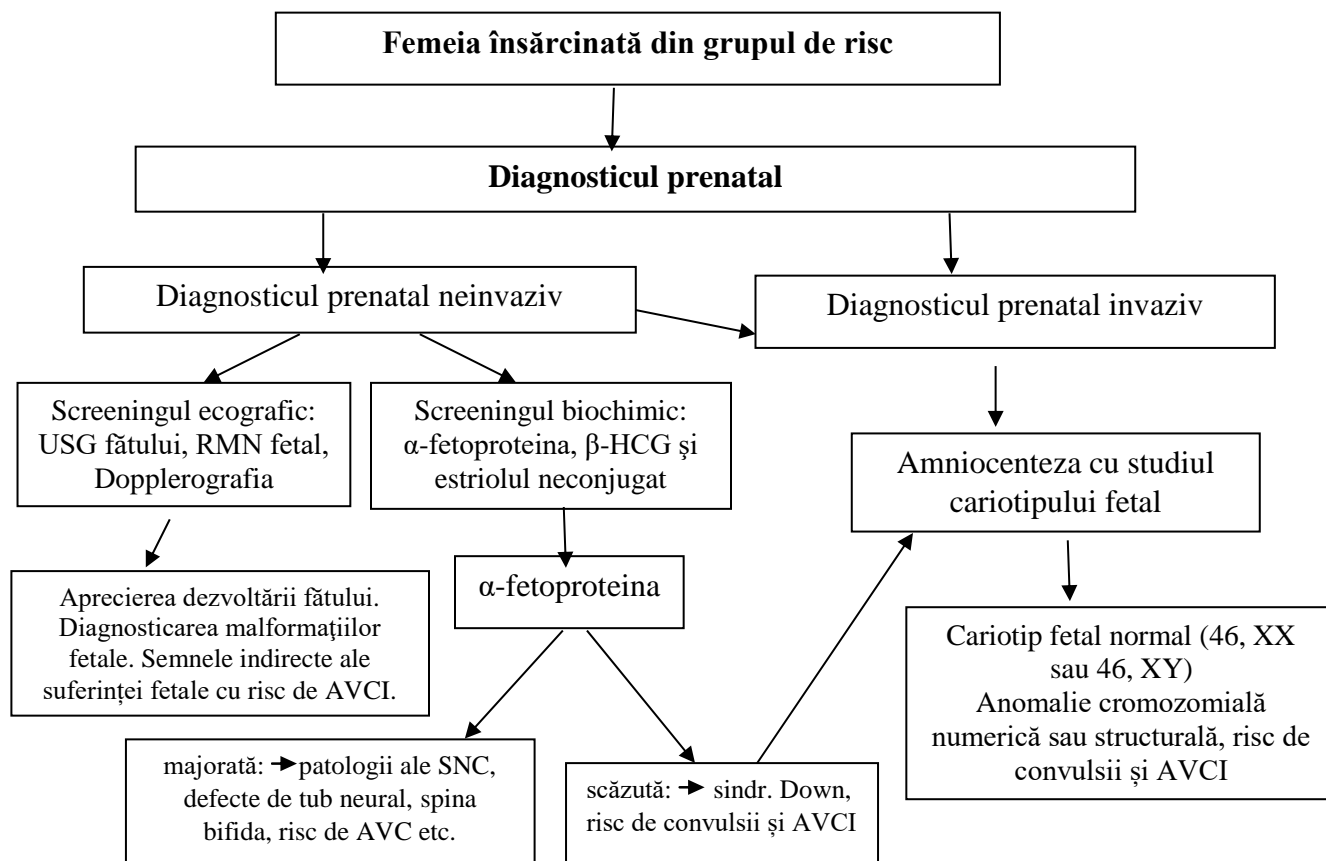 Femeia însărcinată din grupul de risc
Diagnosticul prenatal
Diagnosticul prenatal neinvaziv
Diagnosticul prenatal invaziv
Screeningul ecografic:
USG fătului, RMN fetal,
Dopplerografia
Screeningul biochimic:
α-fetoproteina, β-HCG şi
estriolul neconjugat
Amniocenteza cu studiul
cariotipului fetal
Aprecierea dezvoltării fătului.
Diagnosticarea malformaţiilor
fetale. Semnele indirecte ale
suferinței fetale cu risc de AVCI.
α-fetoproteina
Cariotip fetal normal (46, XX
sau 46, XY)
Anomalie cromozomială
numerică sau structurală, risc de
convulsii și AVCI
majorată: ➔patologii ale SNC,
defecte de tub neural, spina
bifida, risc de AVC etc.
scăzută: ➔ sindr. Down,
risc de convulsii și AVCI